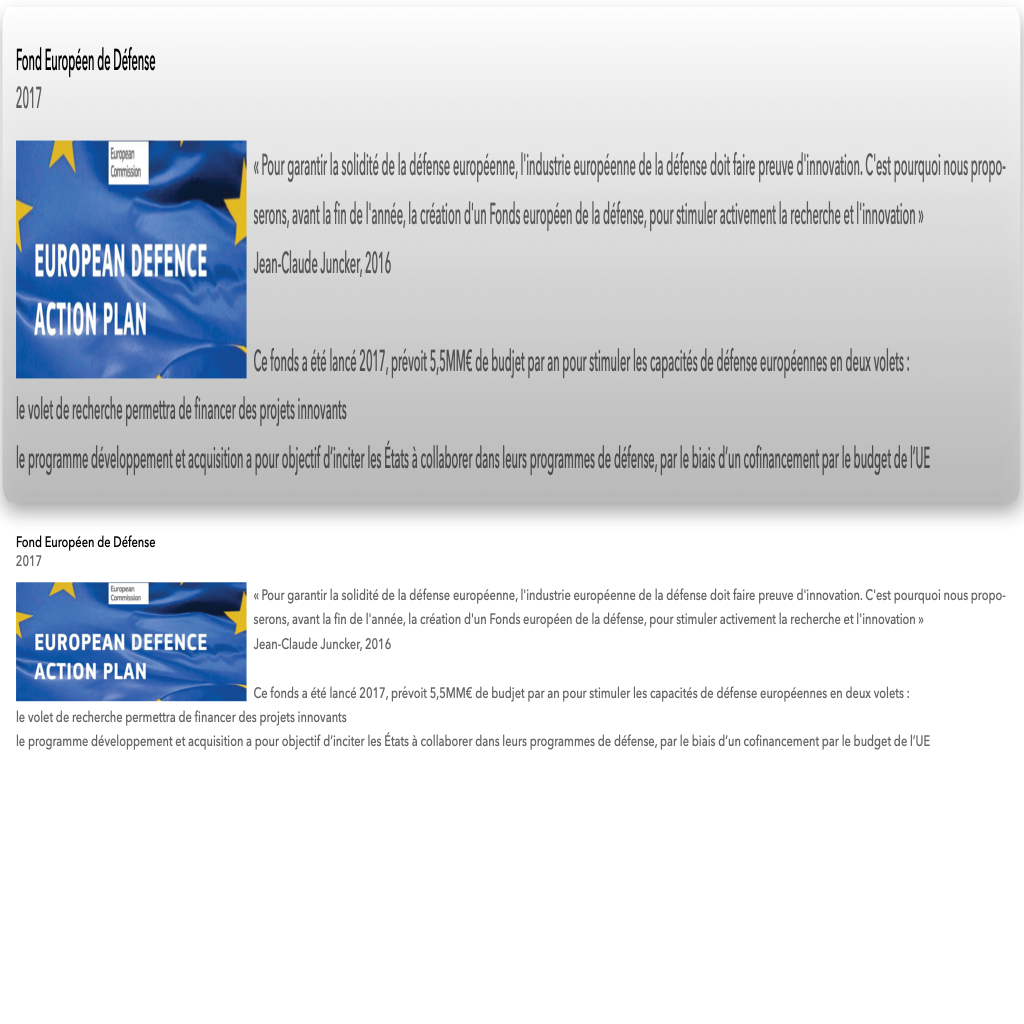 Fond Européen de Défense
2017
European
Commission
EUROPEAN DEFENCE
ACTION PLAN
« Pour garantir la solidité de la défense européenne, l'industrie européenne de la défense doit faire preuve d'innovation. C'est pourquoi nous propo-
serons, avant la fin de l'année, la création d'un Fonds européen de la défense, pour stimuler activement la recherche et l'innovation »
Jean-Claude Juncker, 2016
Ce fonds a été lancé 2017, prévoit 5,5MM€ de budjet par an pour stimuler les capacités de défense européennes en deux volets :
le volet de recherche permettra de financer des projets innovants
le programme développement et acquisition a pour objectif d’inciter les États à collaborer dans leurs programmes de défense, par le biais d’un cofinancement par le budget de l’UE
Fond Européen de Défense
2017
European
Commission
EUROPEAN DEFENCE
ACTION PLAN
« Pour garantir la solidité de la défense européenne, l'industrie européenne de la défense doit faire preuve d'innovation. C'est pourquoi nous propo-
serons, avant la fin de l'année, la création d'un Fonds européen de la défense, pour stimuler activement la recherche et l'innovation »
Jean-Claude Juncker, 2016
Ce fonds a été lancé 2017, prévoit 5,5MM€ de budjet par an pour stimuler les capacités de défense européennes en deux volets :
le volet de recherche permettra de financer des projets innovants
le programme développement et acquisition a pour objectif d’inciter les États à collaborer dans leurs programmes de défense, par le biais d’un cofinancement par le budget de l’UE